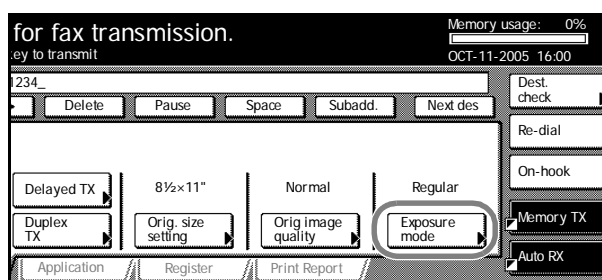 for fax transmission.
key to transmit
Memory usage: 0%
OCT-11-2005 16:00
1234_
Delete Pause Space Subadd. Next des
Dest.
check
Re-dial
On-hook
Memory TX
Auto RX
8½×11" Normal Regular
Delayed TX
Duplex
TX
Orig. size
setting
Orig image
quality
Exposure
mode
Application Register Print Report